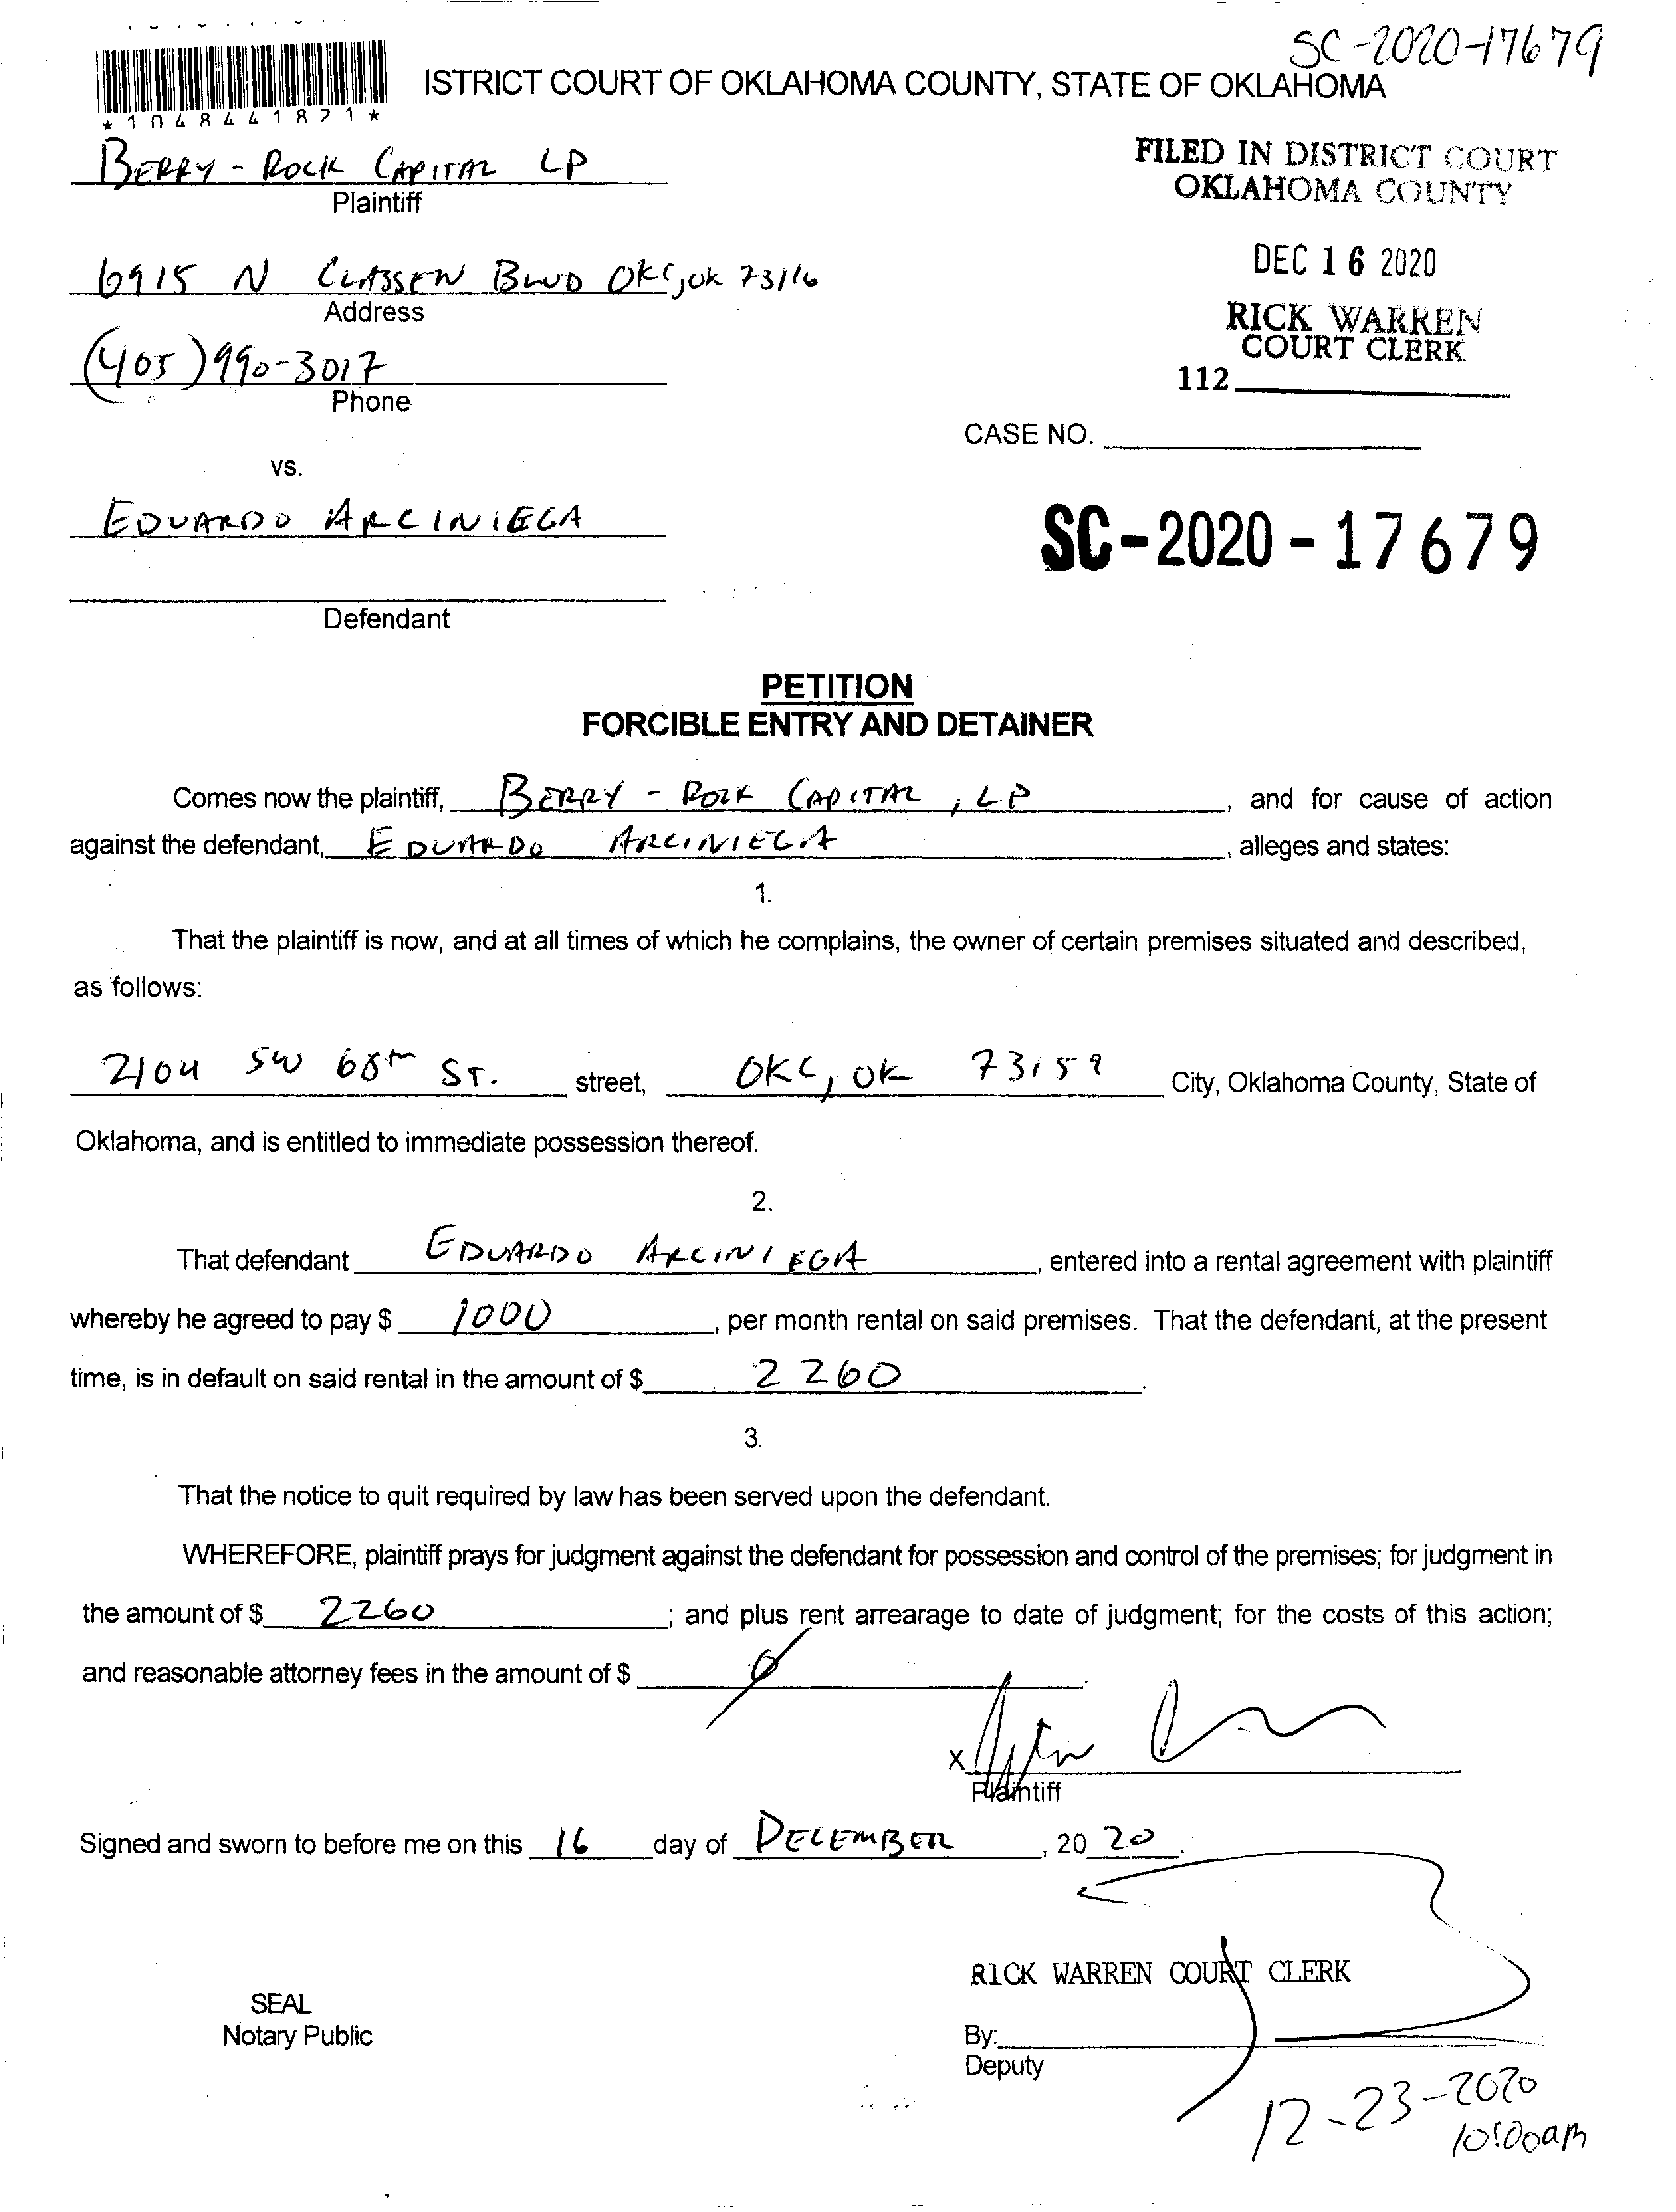 SC-2020-17679
ISTRICT COURT OF OKLAHOMA COUNTY, STATE OF OKLAHOMA
*1048441871*
BERRY - ROCK CAPITAL LP
Plaintiff
FILED IN DISTRICT COURT
OKLAHOMA COUNTY
6915 N CLASSEN BLVD OKC, OK 73116
Address
DEC 16 2020
(405) 990-3017
Phone
RICK WARREN
COURT CLERK
112
CASE NO.
vs.
EDUARDO ARCINIEGA
SC-2020-17679
Defendant
PETITION
FORCIBLE ENTRY AND DETAINER
Comes now the plaintiff, BERRY - ROCK CAPITAL, LP, and for cause of action
against the defendant, EDUARDO ARCINIEGA, alleges and states:
1.
That the plaintiff is now, and at all times of which he complains, the owner of certain premises situated and described,
as follows:
2104 SW 68th ST. street, OKC, OK 73159 City, Oklahoma County, State of
Oklahoma, and is entitled to immediate possession thereof.
2.
That defendant EDUARDO ARCINIEGA, entered into a rental agreement with plaintiff
whereby he agreed to pay $ 1000, per month rental on said premises. That the defendant, at the present
time, is in default on said rental in the amount of $ 2260.
3.
That the notice to quit required by law has been served upon the defendant.
WHEREFORE, plaintiff prays for judgment against the defendant for possession and control of the premises; for judgment in
the amount of $ 2260; and plus rent arrearage to date of judgment; for the costs of this action;
and reasonable attorney fees in the amount of $ 0.
X
Plaintiff
Signed and sworn to before me on this 16 day of DECEMBER, 20 20.
RICK WARREN COURT CLERK
SEAL
Notary Public
By:
Deputy
12-23-2020
10:00am